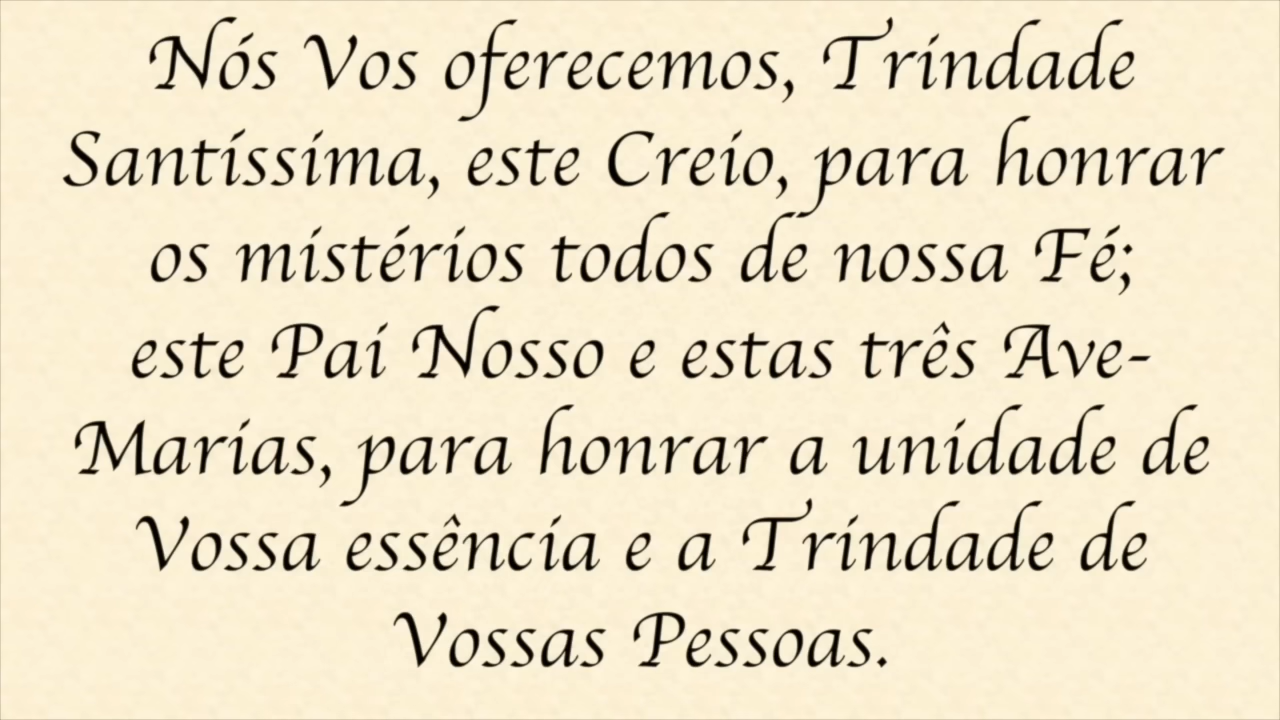 Nós Vos oferecemos, Trindade
Santíssima, este Creio, para honrar
os mistérios todos de nossa Fé;
este Pai Nosso e estas três Ave-
Marias, para honrar a unidade de
Vossa essência e a Trindade de
Vossas Pessoas.